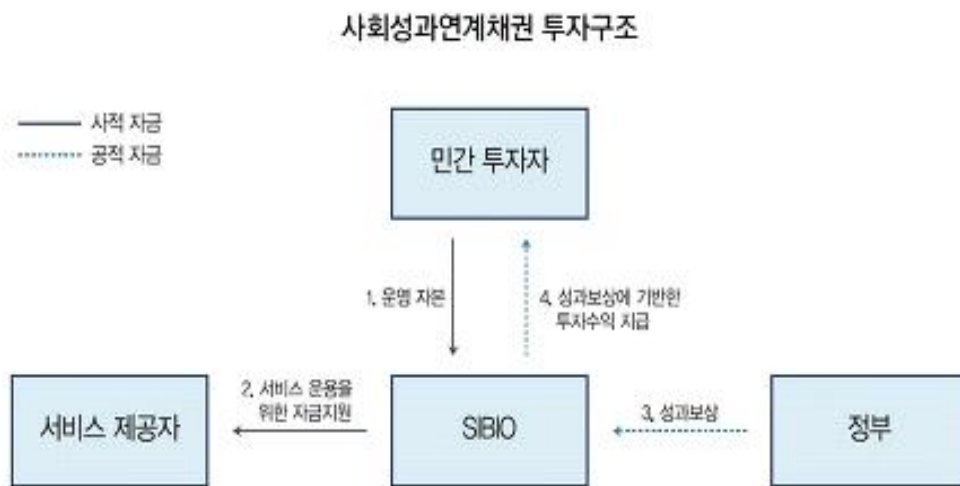 사회성과연계채권 투자구조
사적 자금
공적 자금
민간 투자자
1. 운영 자본
4. 성과보상에 기반한
투자수익 지급
서비스 제공자
2. 서비스 운용을
위한 자금지원
SIBIO
3. 성과보상
정부